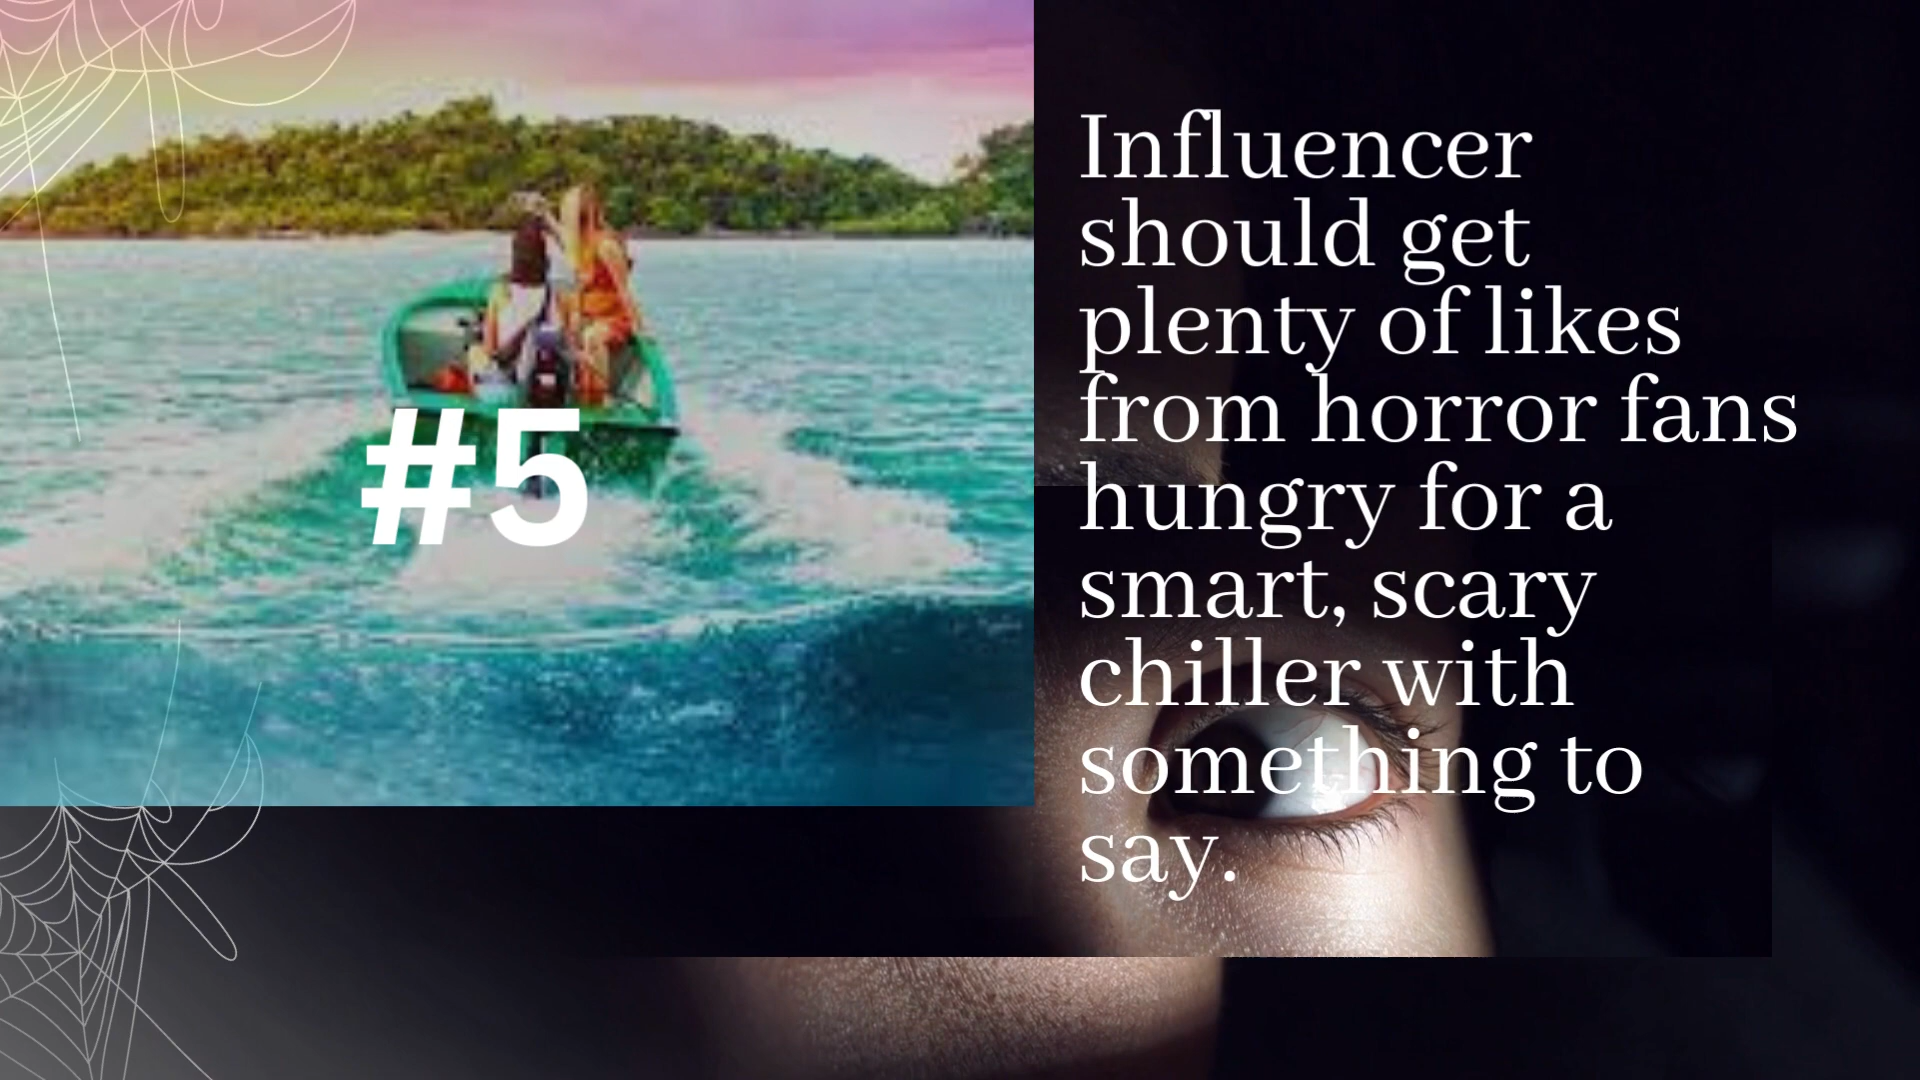 #5
Influencer
should get
plenty of likes
from horror fans
hungry for a
smart, scary
chiller with
something to
say.